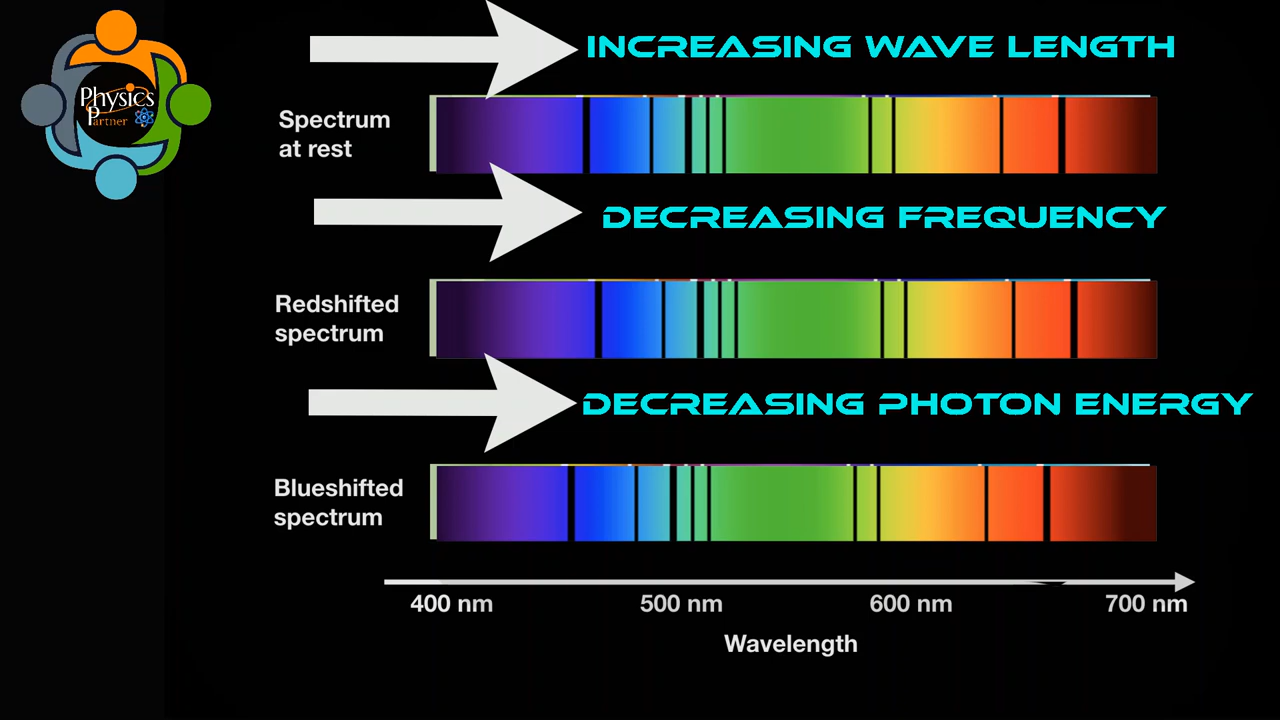 INCREASING WAVE LENGTH
Physics
Partner
Spectrum
at rest
DECREASING FREQUENCY
Redshifted
spectrum
DECREASING PHOTON ENERGY
Blueshifted
spectrum
400 nm 500 nm 600 nm 700 nm
Wavelength